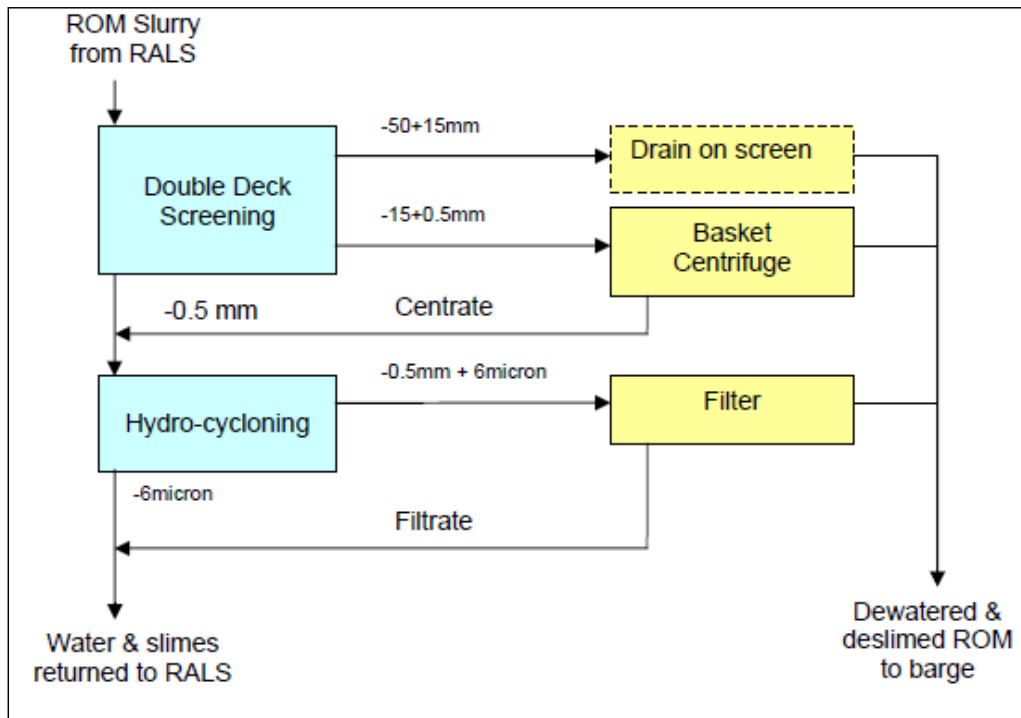 ROM Slurry
from RALS
-50+15mm
Drain on screen
Double Deck
Screening
-15+0.5mm
Basket
Centrifuge
-0.5 mm
Centrate
-0.5mm + 6micron
Filter
Hydro-cycloning
-6micron
Filtrate
Water & slimes
returned to RALS
Dewatered &
deslimed ROM
to barge